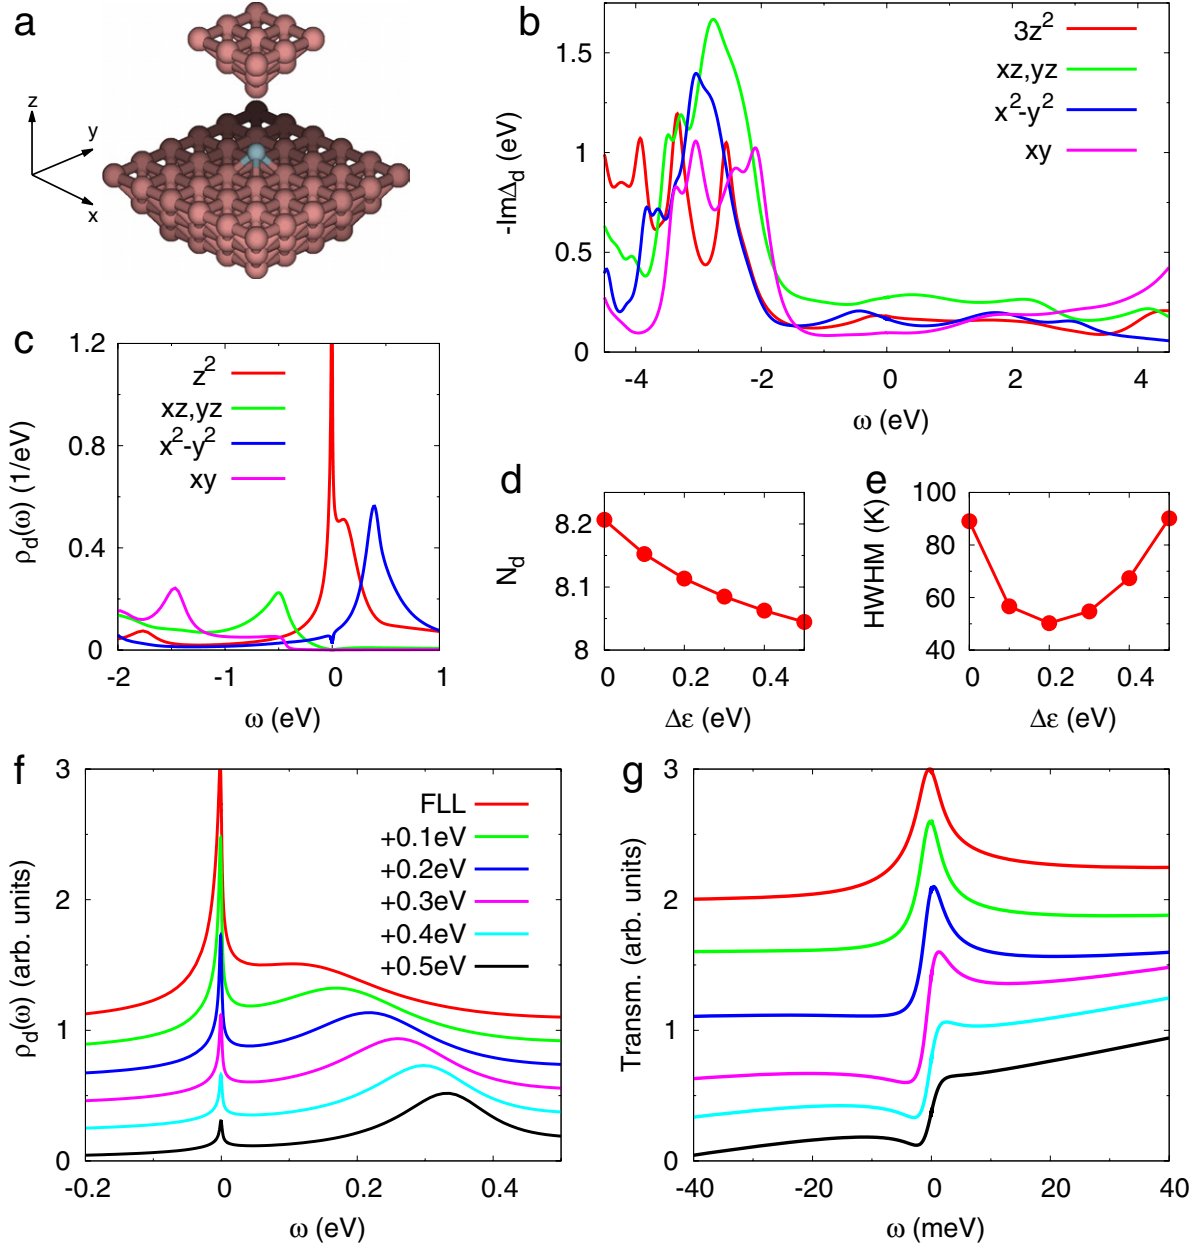 a
z
y
x
b
3z²
xz,yz
x²-y²
xy
-ImΔ_d (eV)
1.5
1
0.5
0
-4 -2 0 2 4
ω (eV)
c
z²
xz,yz
x²-y²
xy
ρ_d(ω) (1/eV)
1.2
0.8
0.4
0
-2 -1 0 1
ω (eV)
d
N_d
8.2
8.1
8
0 0.2 0.4
Δε (eV)
e
HWHM (K)
100
80
60
40
0 0.2 0.4
Δε (eV)
f
FLL
+0.1eV
+0.2eV
+0.3eV
+0.4eV
+0.5eV
ρ_d(ω) (arb. units)
3
2
1
0
-0.2 0 0.2 0.4
ω (eV)
g
Transm. (arb. units)
3
2
1
0
-40 -20 0 20 40
ω (meV)